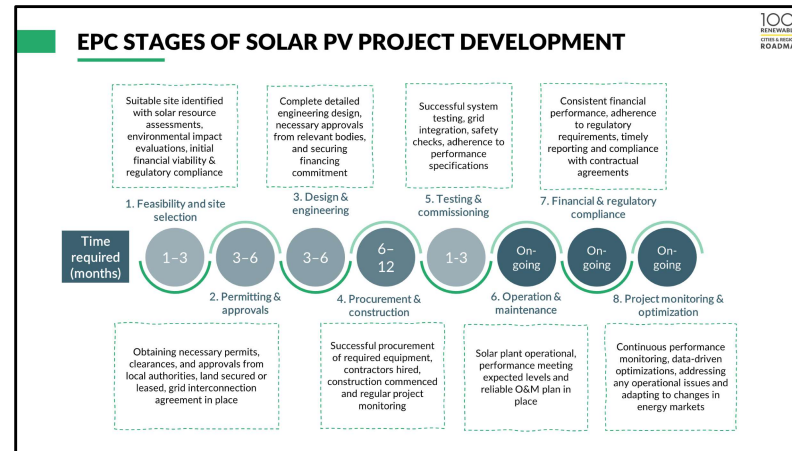 EPC STAGES OF SOLAR PV PROJECT DEVELOPMENT
100%
RENEWABLE
CITIES & REGIONS
ROADMAP
Suitable site identified
with solar resource
assessments,
environmental impact
evaluations, initial
financial viability &
regulatory compliance
Complete detailed
engineering design,
necessary approvals
from relevant bodies,
and securing
financing
commitment
Successful system
testing, grid
integration, safety
checks, adherence to
performance
specifications
Consistent financial
performance, adherence
to regulatory
requirements, timely
reporting and compliance
with contractual
agreements
1. Feasibility and site
selection
3. Design &
engineering
5. Testing &
commissioning
7. Financial & regulatory
compliance
Time
required
(months)
1–3
3–6
3–6
6–
12
1-3
On-
going
On-
going
On-
going
2. Permitting &
approvals
4. Procurement &
construction
6. Operation &
maintenance
8. Project monitoring &
optimization
Obtaining necessary permits,
clearances, and approvals from
local authorities, land secured or
leased, grid interconnection
agreement in place
Successful procurement
of required equipment,
contractors hired,
construction commenced
and regular project
monitoring
Solar plant operational,
performance meeting
expected levels and
reliable O&M plan in
place
Continuous performance
monitoring, data-driven
optimizations, addressing
any operational issues and
adapting to changes in
energy markets